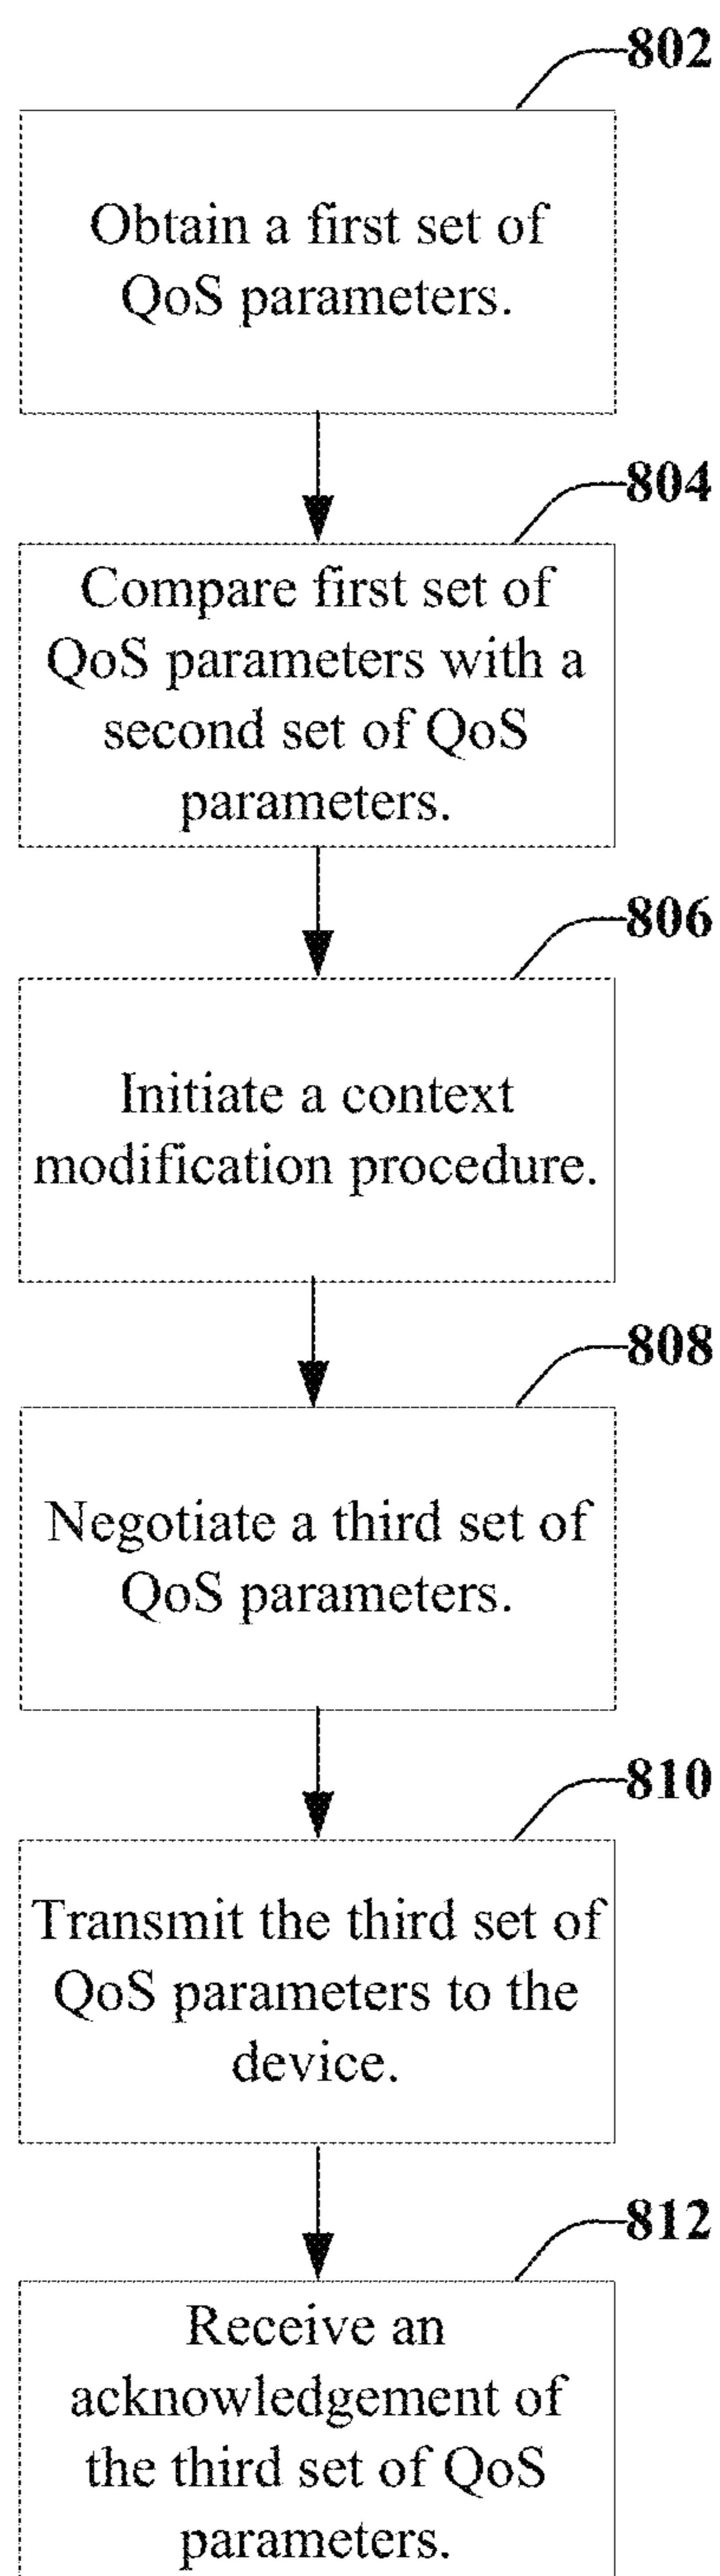 802
Obtain a first set of
QoS parameters.
804
Compare first set of
QoS parameters with a
second set of QoS
parameters.
806
Initiate a context
modification procedure.
808
Negotiate a third set of
QoS parameters.
810
Transmit the third set of
QoS parameters to the
device.
812
Receive an
acknowledgement of
the third set of QoS
parameters.